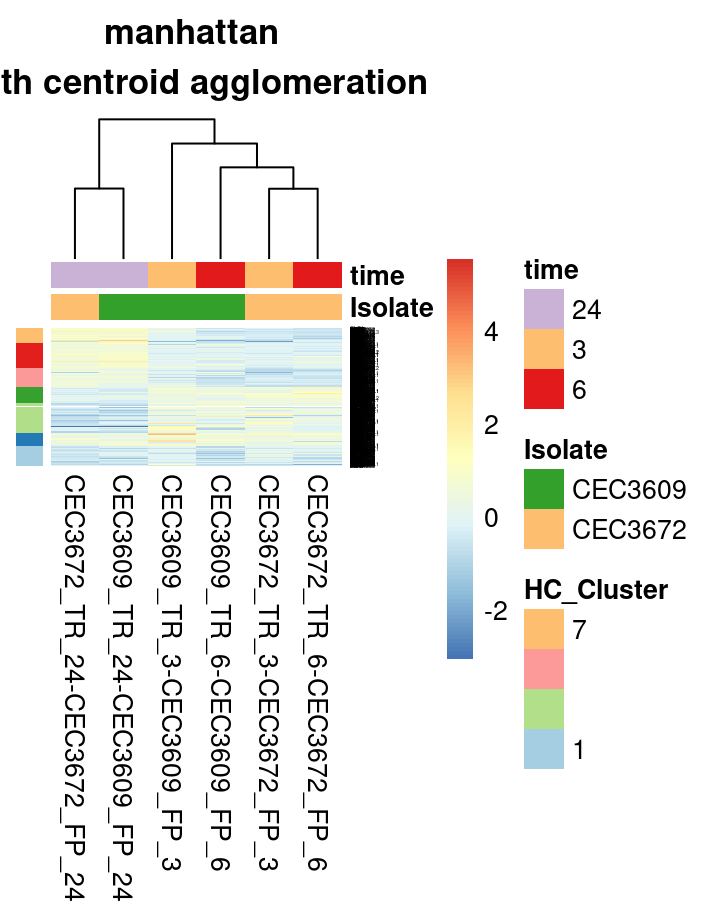 manhattan
th centroid agglomeration
time
Isolate
4
2
0
-2
time
24
3
6
Isolate
CEC3609
CEC3672
HC_Cluster
7
1
CEC3672_TR_24-CEC3672_FP_24
CEC3609_TR_24-CEC3609_FP_24
CEC3609_TR_3-CEC3609_FP_3
CEC3609_TR_6-CEC3609_FP_6
CEC3672_TR_3-CEC3672_FP_3
CEC3672_TR_6-CEC3672_FP_6